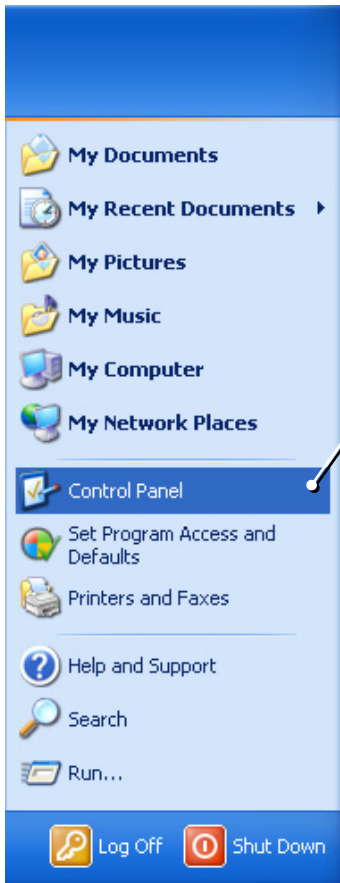 My Documents
My Recent Documents
My Pictures
My Music
My Computer
My Network Places
Control Panel
Set Program Access and
Defaults
Printers and Faxes
Help and Support
Search
Run...
Log Off Shut Down